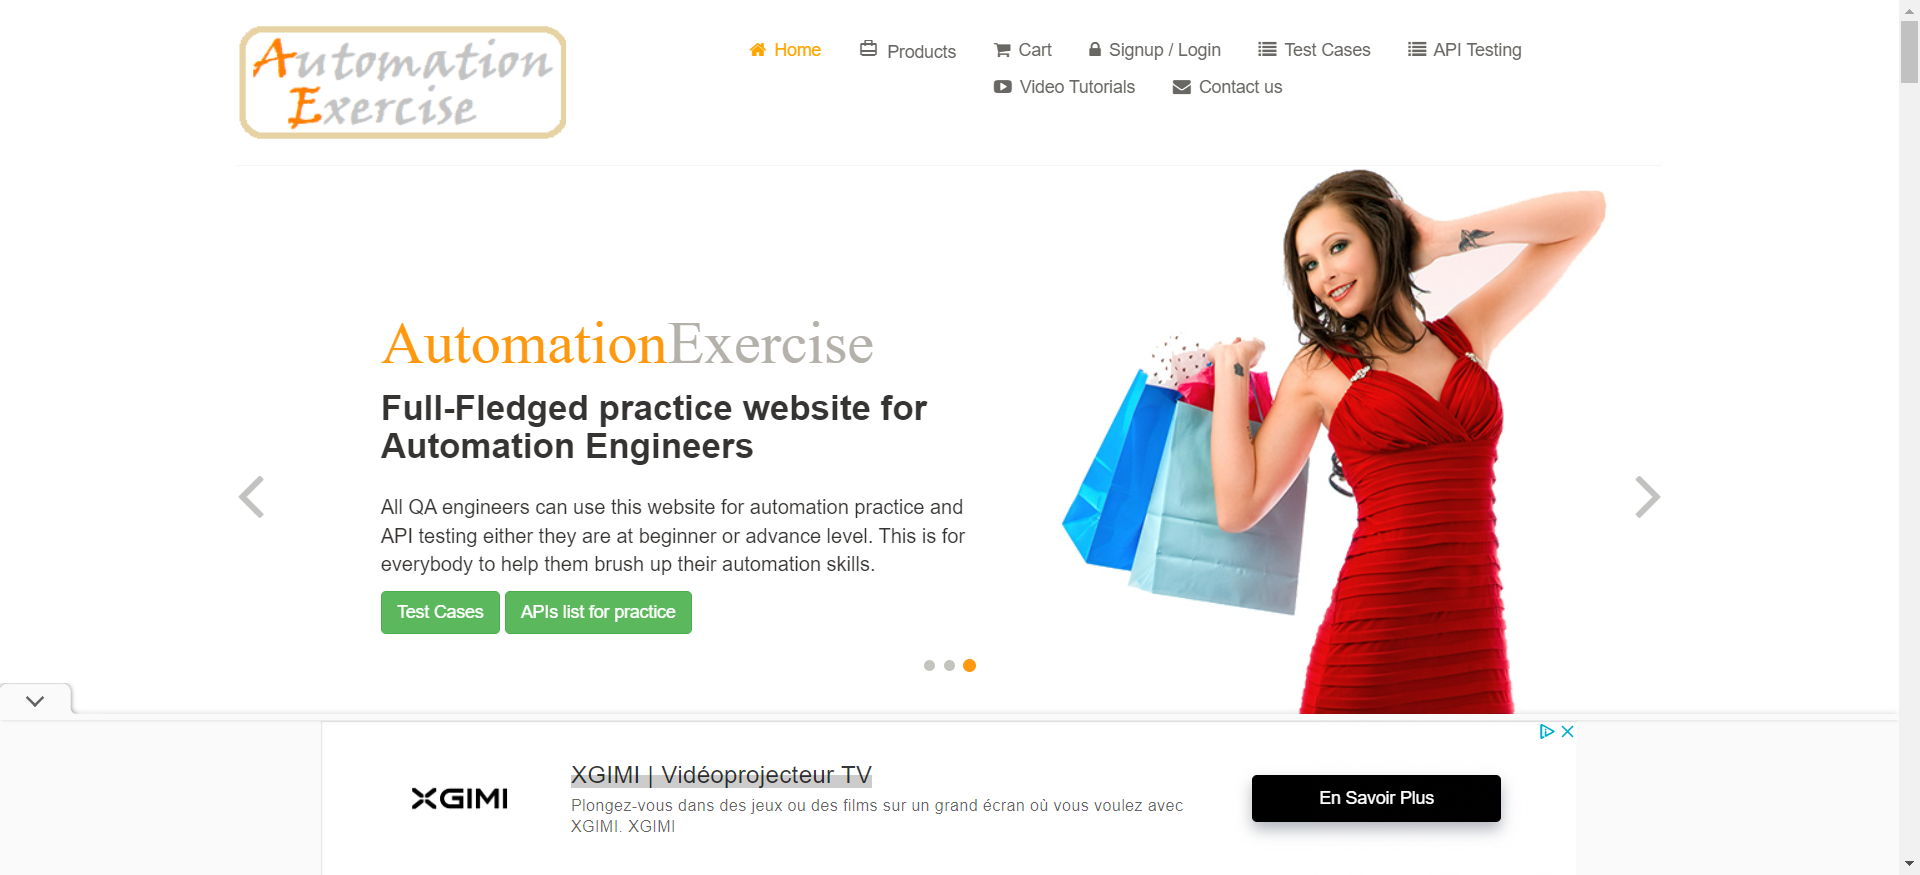 Automation
Exercise
Home
Products
Cart
Signup / Login
Test Cases
API Testing
Video Tutorials
Contact us
AutomationExercise
Full-Fledged practice website for
Automation Engineers
All QA engineers can use this website for automation practice and
API testing either they are at beginner or advance level. This is for
everybody to help them brush up their automation skills.
Test Cases
APIs list for practice
XGIMI
XGIMI | Vidéoprojecteur TV
Plongez-vous dans des jeux ou des films sur un grand écran où vous voulez avec
XGIMI. XGIMI
En Savoir Plus